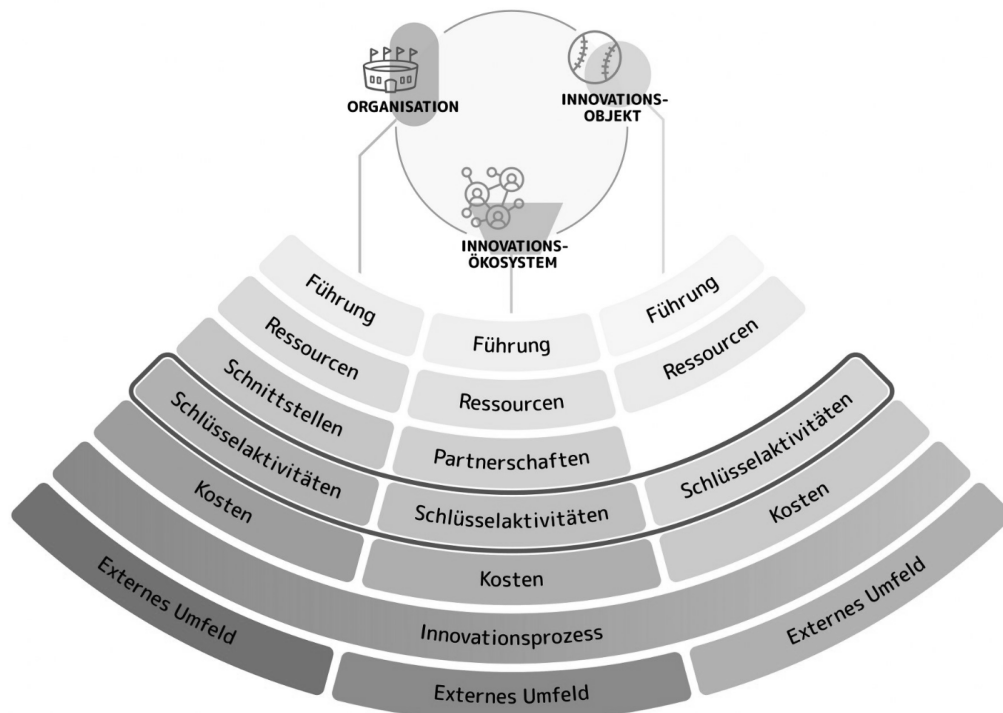 ORGANISATION
INNOVATIONS-
OBJEKT
INNOVATIONS-
ÖKOSYSTEM
Führung
Führung
Führung
Ressourcen
Ressourcen
Ressourcen
Schnittstellen
Partnerschaften
Schlüsselaktivitäten
Schlüsselaktivitäten
Schlüsselaktivitäten
Kosten
Kosten
Kosten
Innovationsprozess
Externes Umfeld
Externes Umfeld
Externes Umfeld